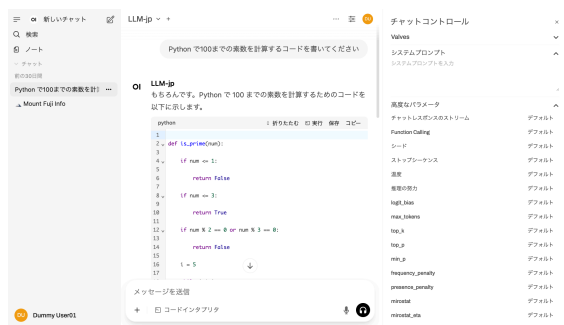 OI 新しいチャット
検索
ノート
チャット
前の30日間
Python で100までの素数を計算
Mount Fuji Info
DU Dummy User01
LLM-jp
DU
Python で100までの素数を計算するコードを書いてください
OI LLM-jp
もちろんです。Python で 100 までの素数を計算するためのコードを
以下に示します。
python 折りたたむ 実行 保存 コピー
1
2 def is_prime(num):
3
4 if num <= 1:
5
6 return False
7
8 if num <= 3:
9
10 return True
11
12 if num % 2 == 0 or num % 3 == 0:
13
14 return False
15
16 i = 5
17
メッセージを送信
+ コードインタプリタ
チャットコントロール ×
Valves
システムプロンプト
システムプロンプトを入力
高度なパラメータ
チャットレスポンスのストリーム デフォルト
Function Calling デフォルト
シード デフォルト
ストップシーケンス デフォルト
温度 デフォルト
推理の努力 デフォルト
logit_bias デフォルト
max_tokens デフォルト
top_k デフォルト
top_p デフォルト
min_p デフォルト
frequency_penalty デフォルト
presence_penalty デフォルト
mirostat デフォルト
mirostat_eta デフォルト